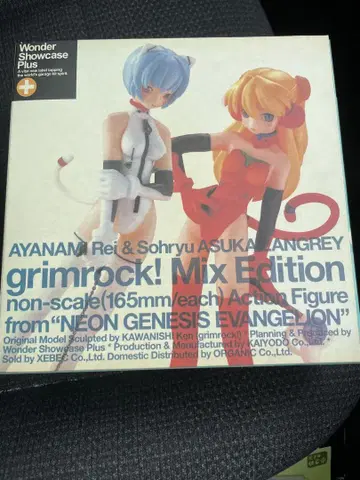 Wonder
Showcase
Plus
AYANAMI Rei & Sohryu ASUKA LANGREY
grimrock! Mix Edition
non-scale(165mm/each) Action Figure
from "NEON GENESIS EVANGELION"
Original Model Sculpted by KAWANISHI Ken (grimrock!) * Planning & Produced by
Wonder Showcase Plus * Production & Manufactured by KAIYODO Co., Ltd. *
Sold by XEBEC Co.,Ltd. Domestic Distributed by ORGANIC Co.,Ltd.